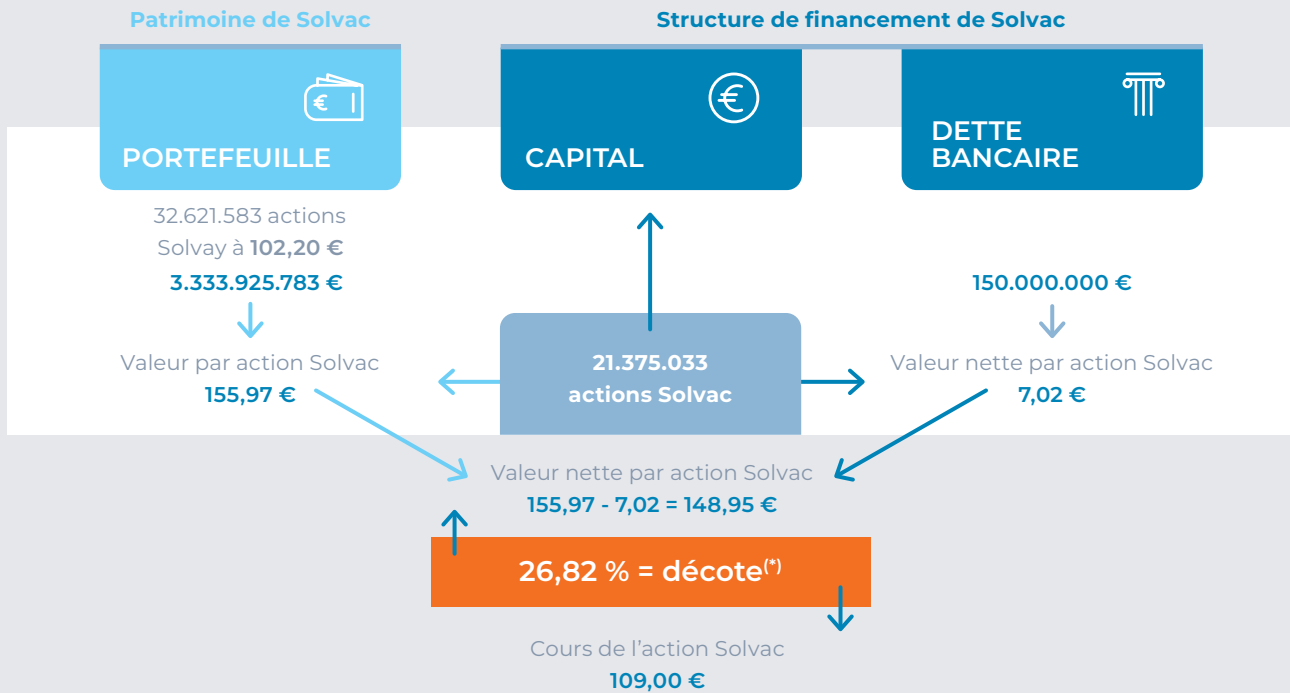 Patrimoine de Solvac
Structure de financement de Solvac
€
PORTEFEUILLE
€
CAPITAL
DETTE
BANCAIRE
32.621.583 actions
Solvay à 102,20 €
3.333.925.783 €
150.000.000 €
Valeur par action Solvac
155,97 €
21.375.033
actions Solvac
Valeur nette par action Solvac
7,02 €
Valeur nette par action Solvac
155,97 - 7,02 = 148,95 €
26,82 % = décote(*)
Cours de l’action Solvac
109,00 €